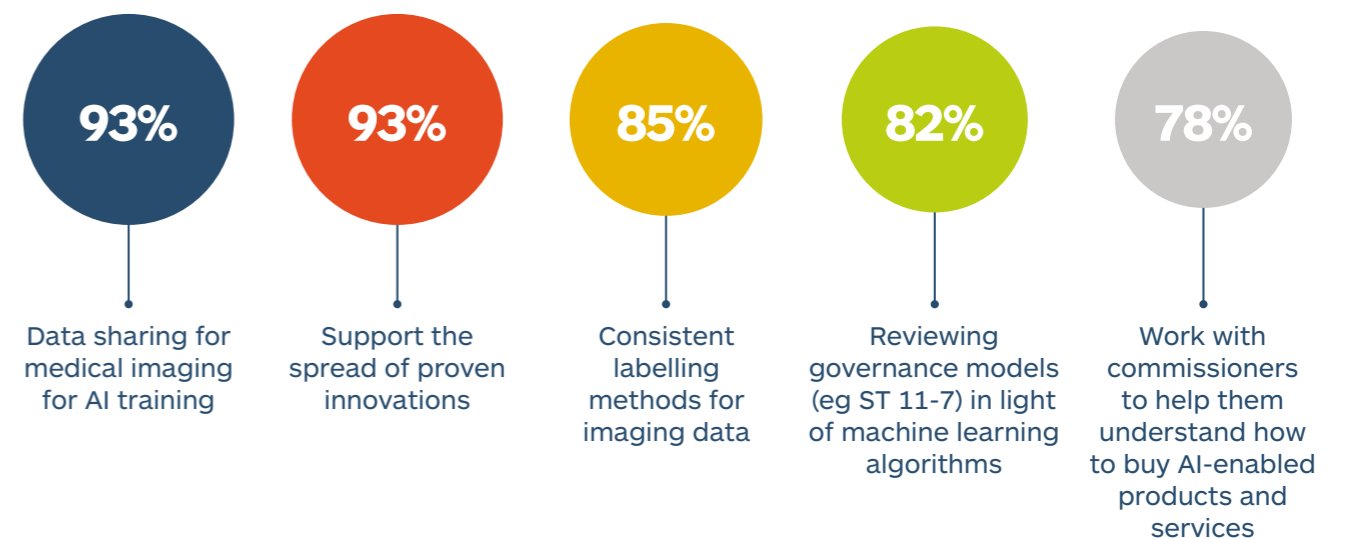 93%
Data sharing for
medical imaging
for AI training
93%
Support the
spread of proven
innovations
85%
Consistent
labelling
methods for
imaging data
82%
Reviewing
governance models
(eg ST 11-7) in light
of machine learning
algorithms
78%
Work with
commissioners
to help them
understand how
to buy AI-enabled
products and
services